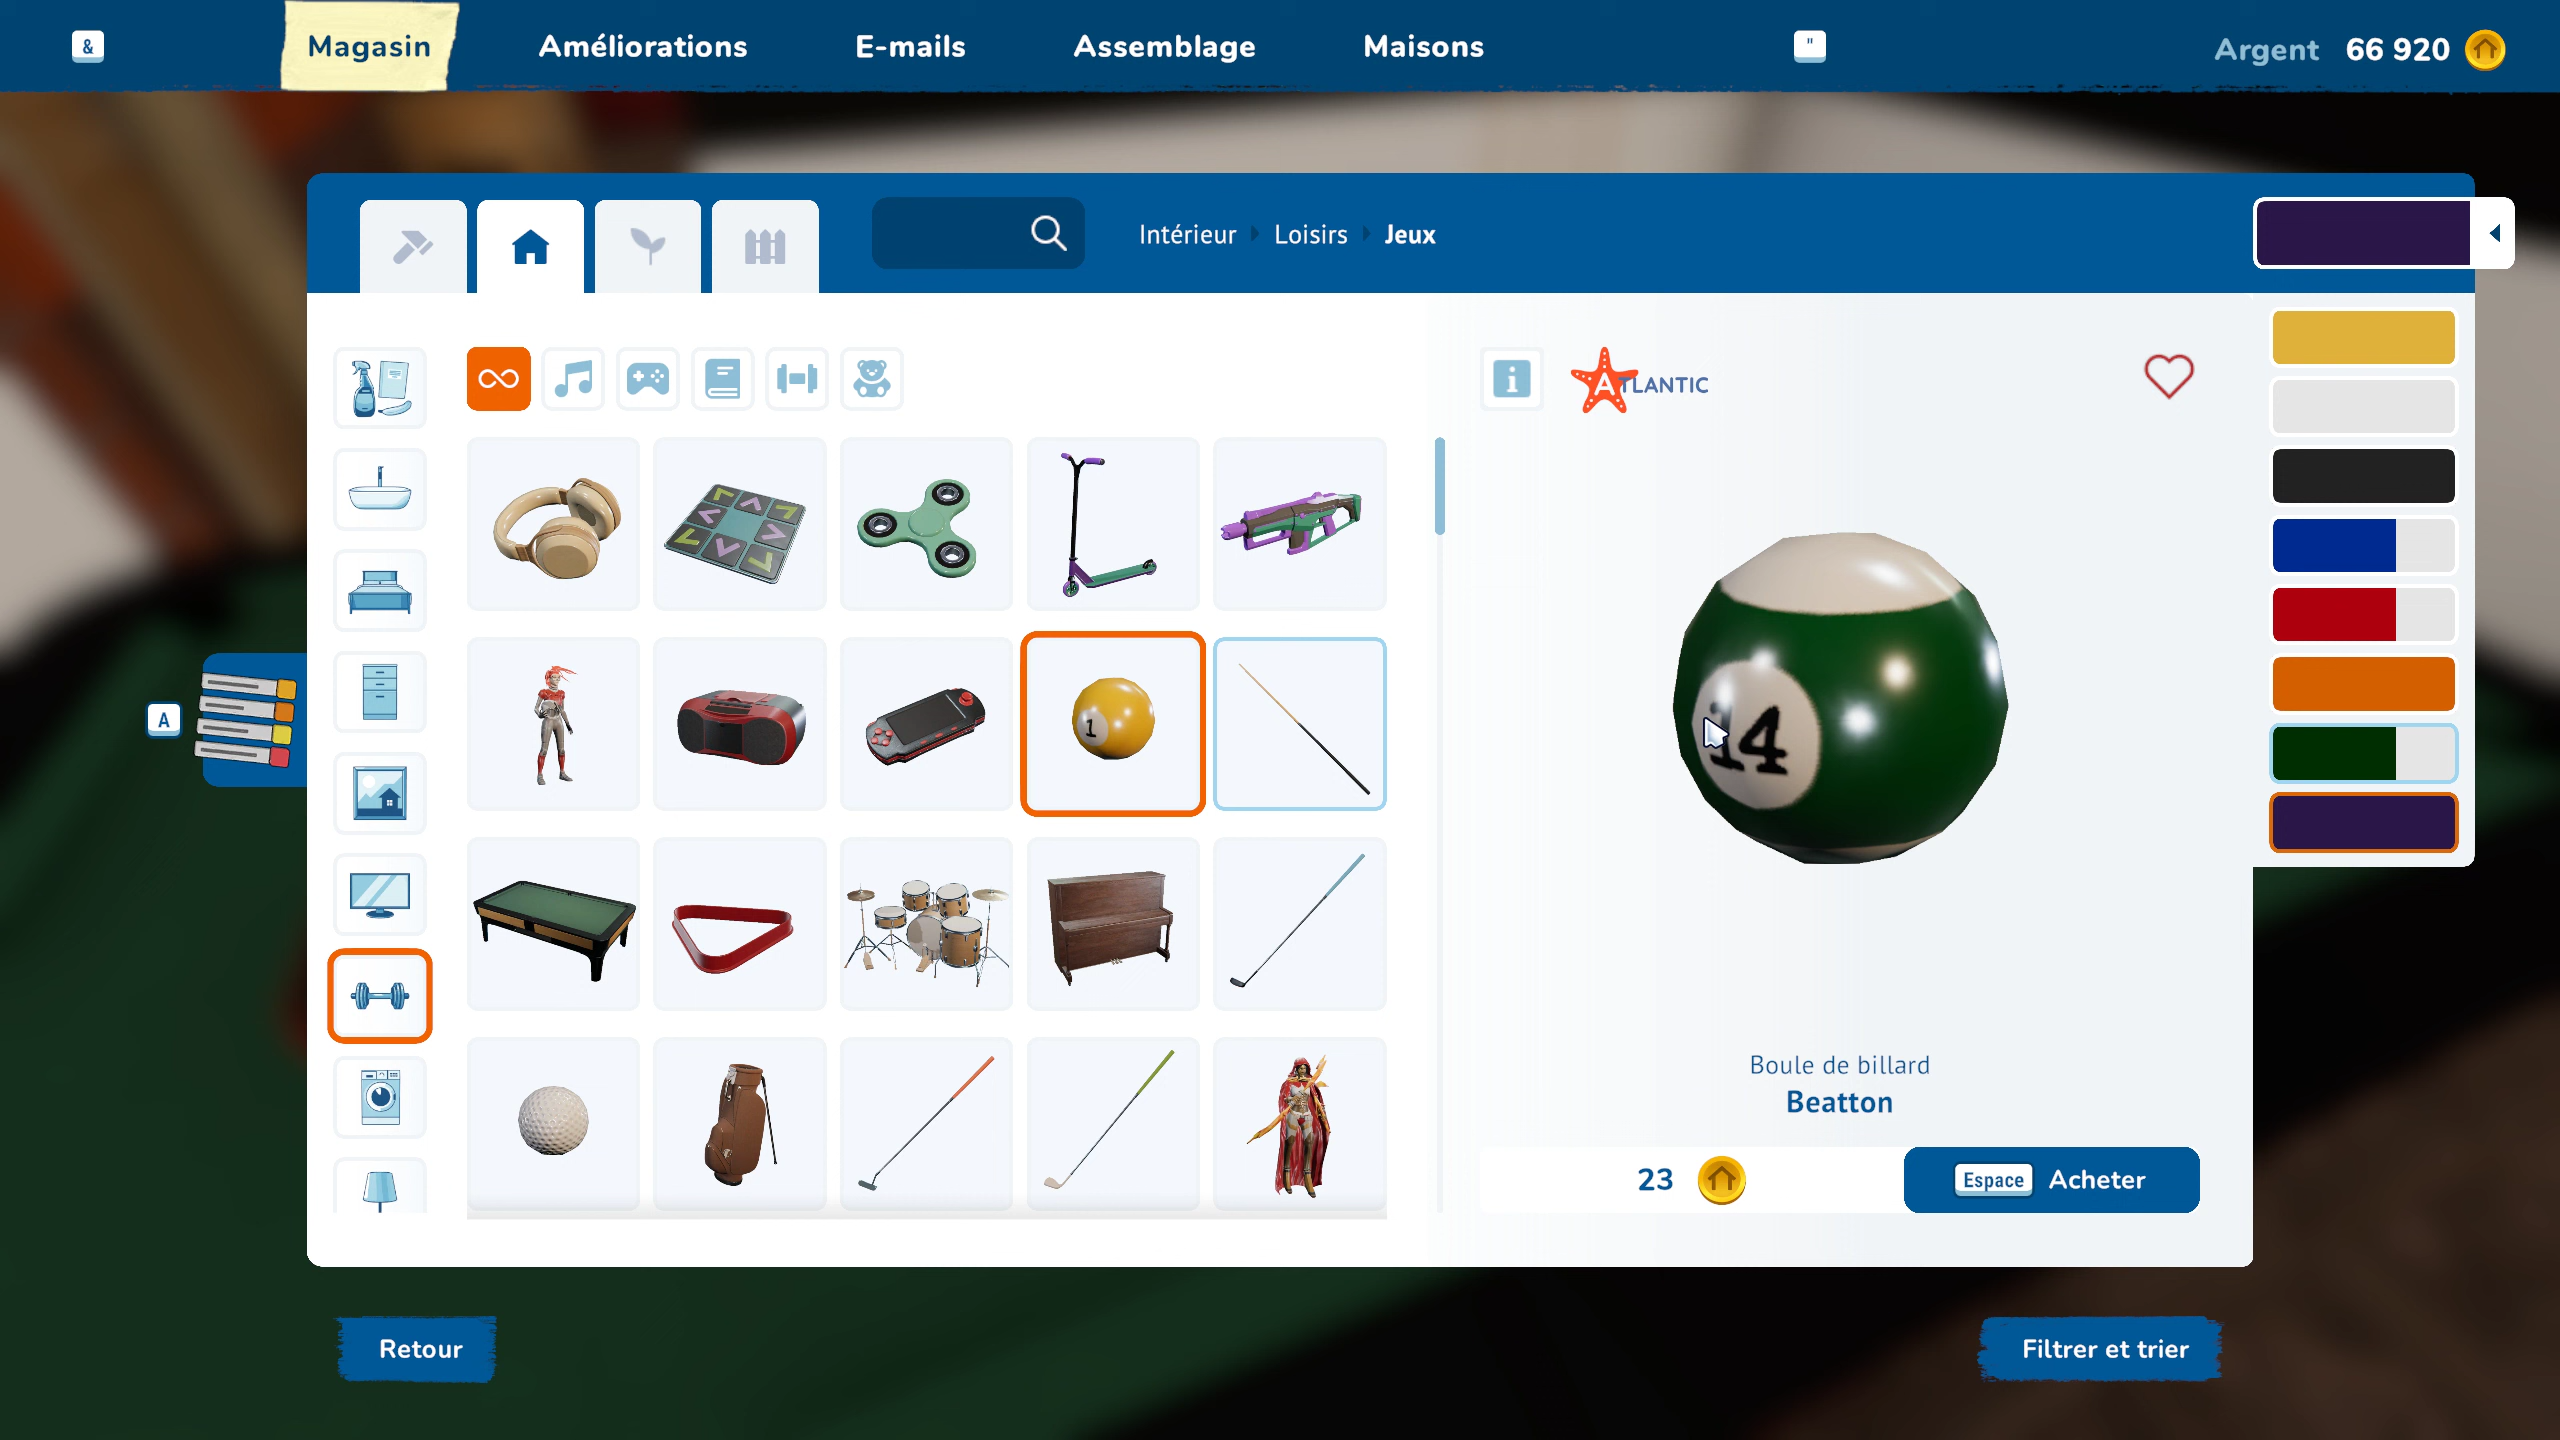 &
Magasin
Améliorations
E-mails
Assemblage
Maisons
"
Argent 66 920
Intérieur Loisirs Jeux
i
ATLANTIC
A
1
14
Boule de billard
Beatton
23
Espace Acheter
Retour
Filtrer et trier